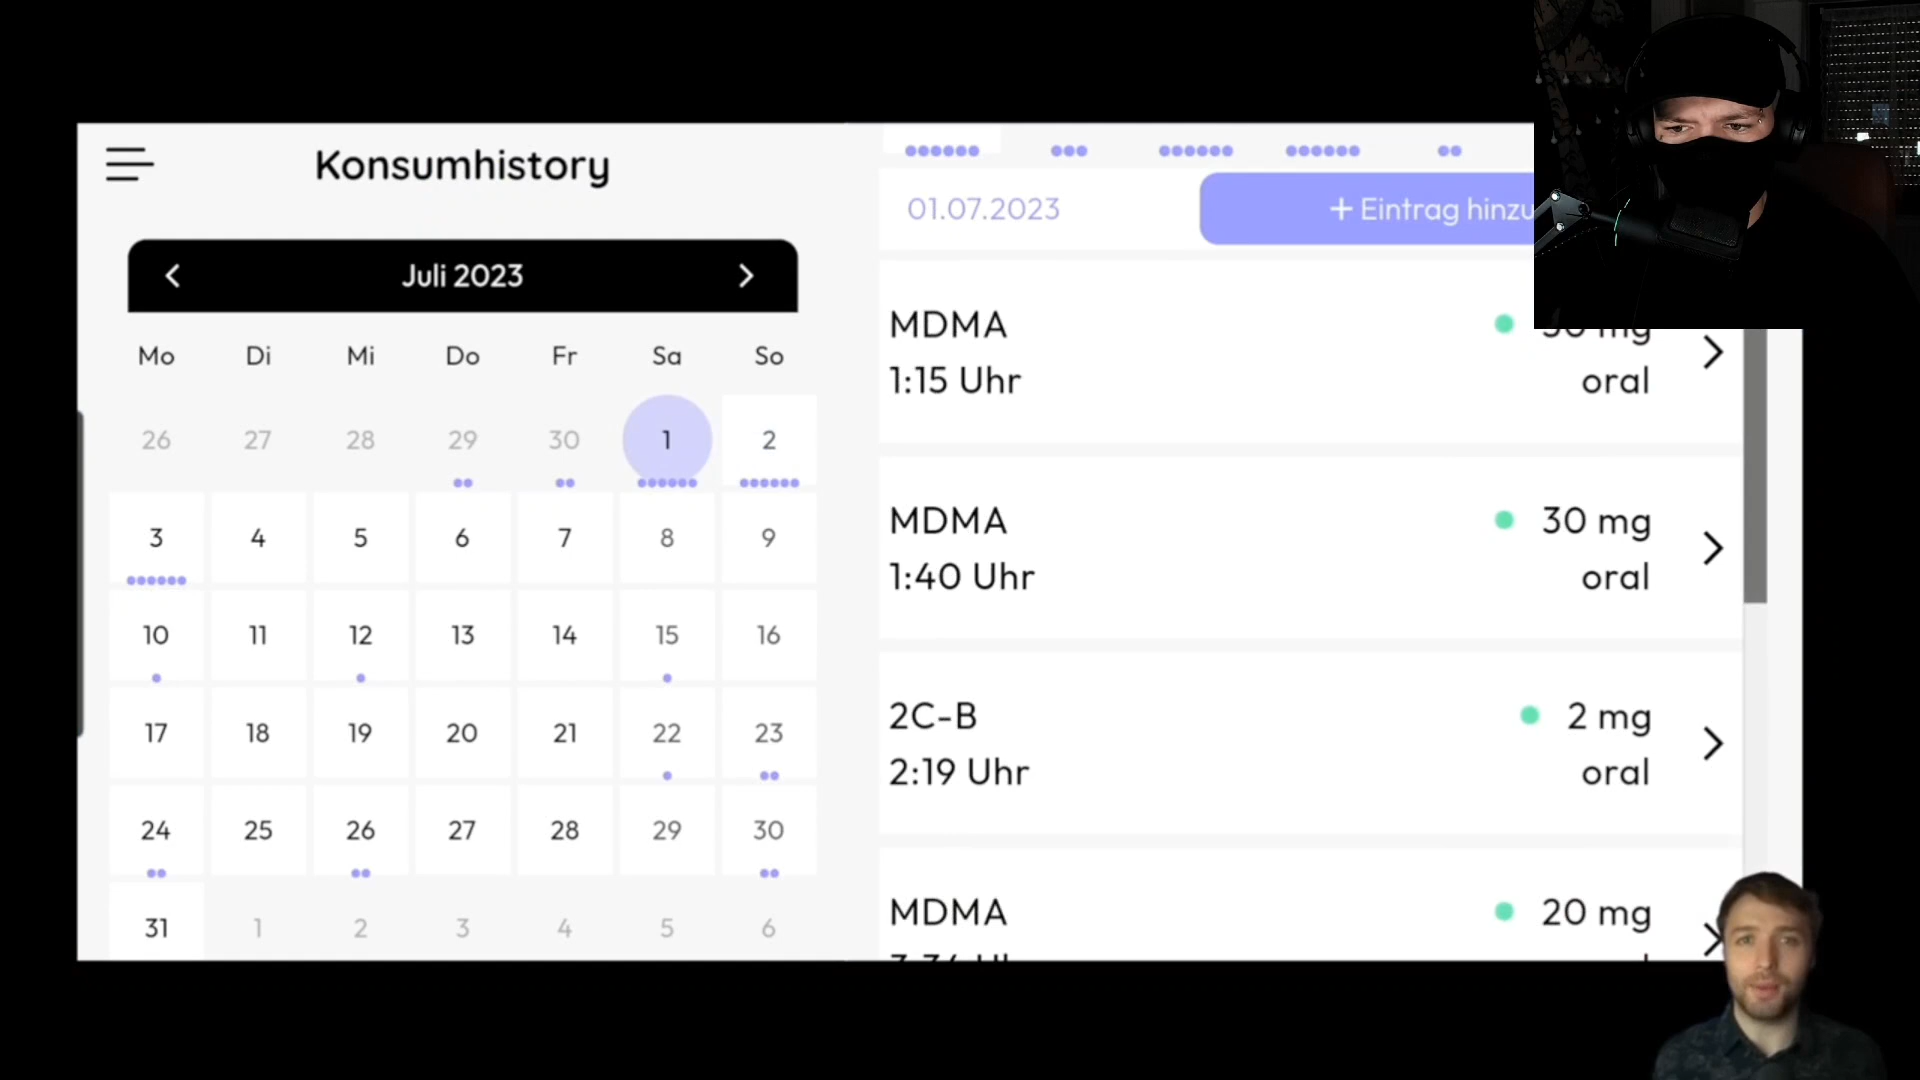 Konsumhistory
Juli 2023
Mo Di Mi Do Fr Sa So
26 27 28 29 30 1 2
3 4 5 6 7 8 9
10 11 12 13 14 15 16
17 18 19 20 21 22 23
24 25 26 27 28 29 30
31 1 2 3 4 5 6
01.07.2023
+ Eintrag
MDMA
mg
1:15 Uhr
oral
MDMA
30 mg
1:40 Uhr
oral
2C-B
2 mg
2:19 Uhr
oral
MDMA
20 mg